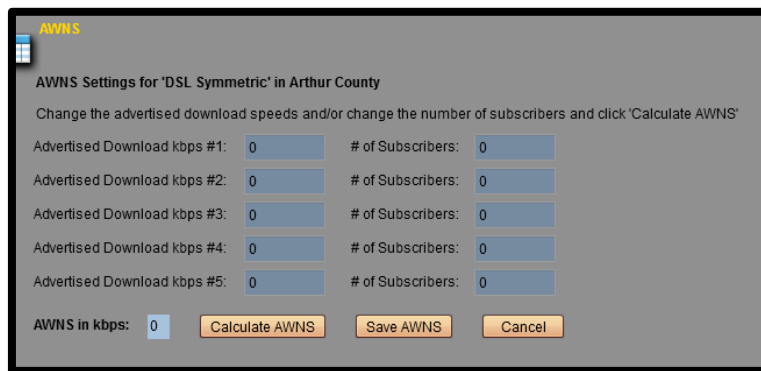 AWNS
AWNS Settings for 'DSL Symmetric' in Arthur County
Change the advertised download speeds and/or change the number of subscribers and click 'Calculate AWNS'
Advertised Download kbps #1: 0 # of Subscribers: 0
Advertised Download kbps #2: 0 # of Subscribers: 0
Advertised Download kbps #3: 0 # of Subscribers: 0
Advertised Download kbps #4: 0 # of Subscribers: 0
Advertised Download kbps #5: 0 # of Subscribers: 0
AWNS in kbps: 0 Calculate AWNS Save AWNS Cancel